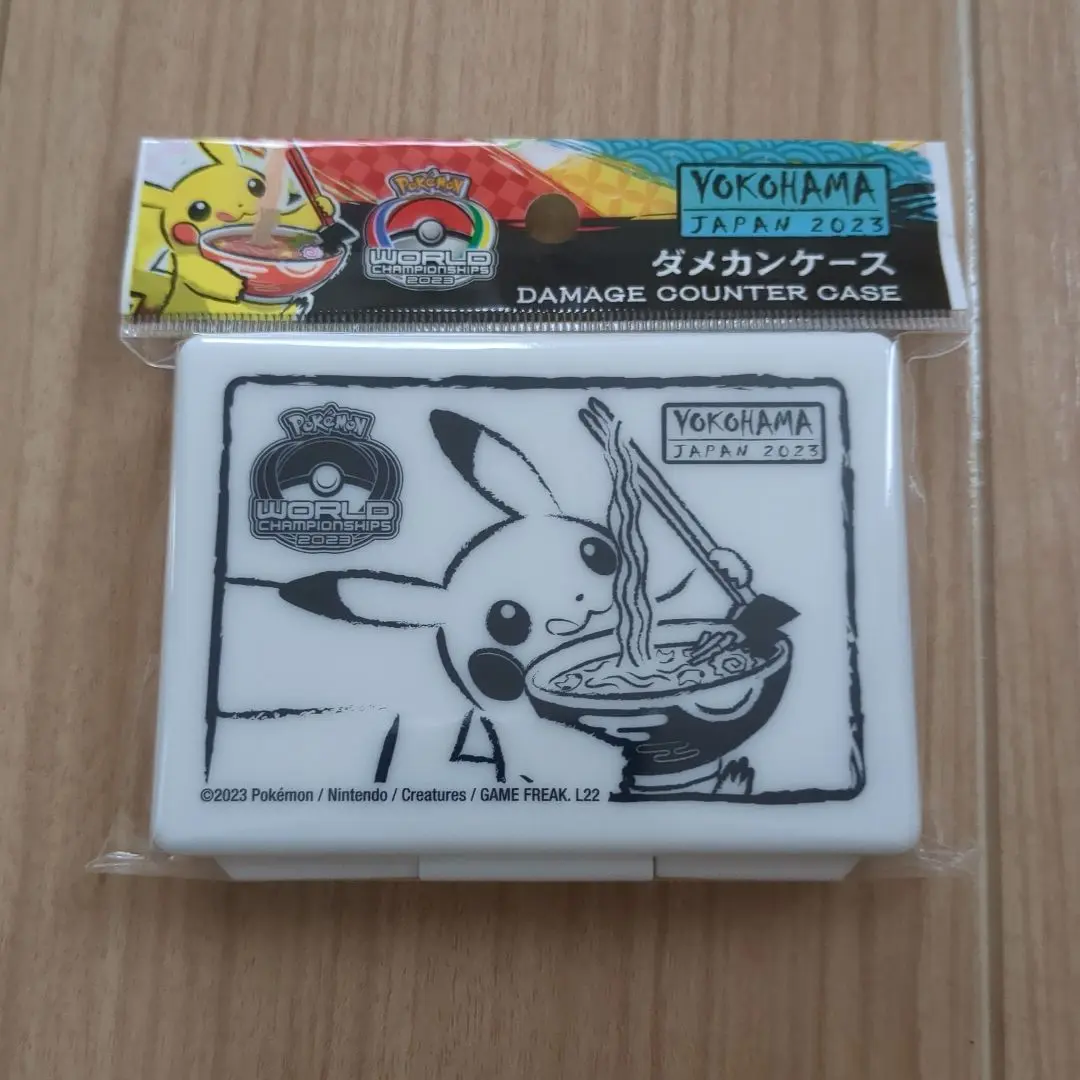 Pokémon
WORLD
CHAMPIONSHIPS
2023
YOKOHAMA
JAPAN 2023
ダメカンケース
DAMAGE COUNTER CASE
Pokémon
WORLD
CHAMPIONSHIPS
2023
YOKOHAMA
JAPAN 2023
©2023 Pokémon / Nintendo / Creatures / GAME FREAK. L22